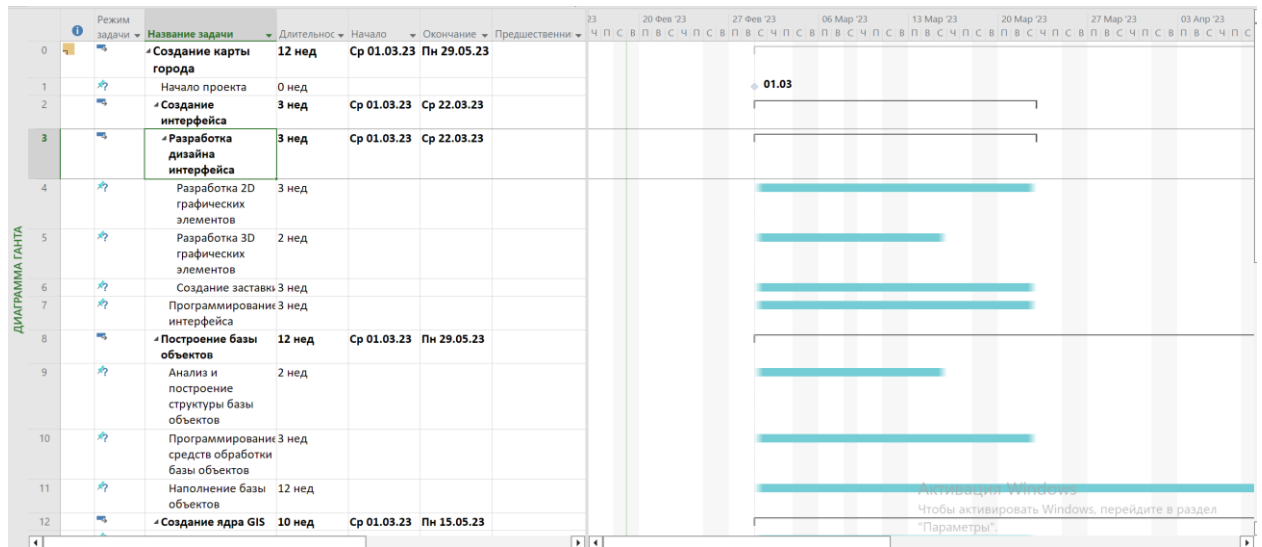 Режим задачи Название задачи Длительнос Начало Окончание Предшественни
23 20 Фев '23 27 Фев '23 06 Мар '23 13 Мар '23 20 Мар '23 27 Мар '23 03 Апр '23
Ч П С В П В С Ч П С В П В С Ч П С В П В С Ч П С В П В С Ч П С В П В С Ч П С В П В С Ч П С
ДИАГРАММА ГАНТА
0 Создание карты 12 нед Ср 01.03.23 Пн 29.05.23
города
1 Начало проекта 0 нед 01.03
2 Создание 3 нед Ср 01.03.23 Ср 22.03.23
интерфейса
3 Разработка 3 нед Ср 01.03.23 Ср 22.03.23
дизайна
интерфейса
4 Разработка 2D 3 нед
графических
элементов
5 Разработка 3D 2 нед
графических
элементов
6 Создание заставки 3 нед
7 Программирование 3 нед
интерфейса
8 Построение базы 12 нед Ср 01.03.23 Пн 29.05.23
объектов
9 Анализ и 2 нед
построение
структуры базы
объектов
10 Программирование 3 нед
средств обработки
базы объектов
11 Наполнение базы 12 нед
объектов
12 Создание ядра GIS 10 нед Ср 01.03.23 Пн 15.05.23
Активация Windows
Чтобы активировать Windows, перейдите в раздел
"Параметры".